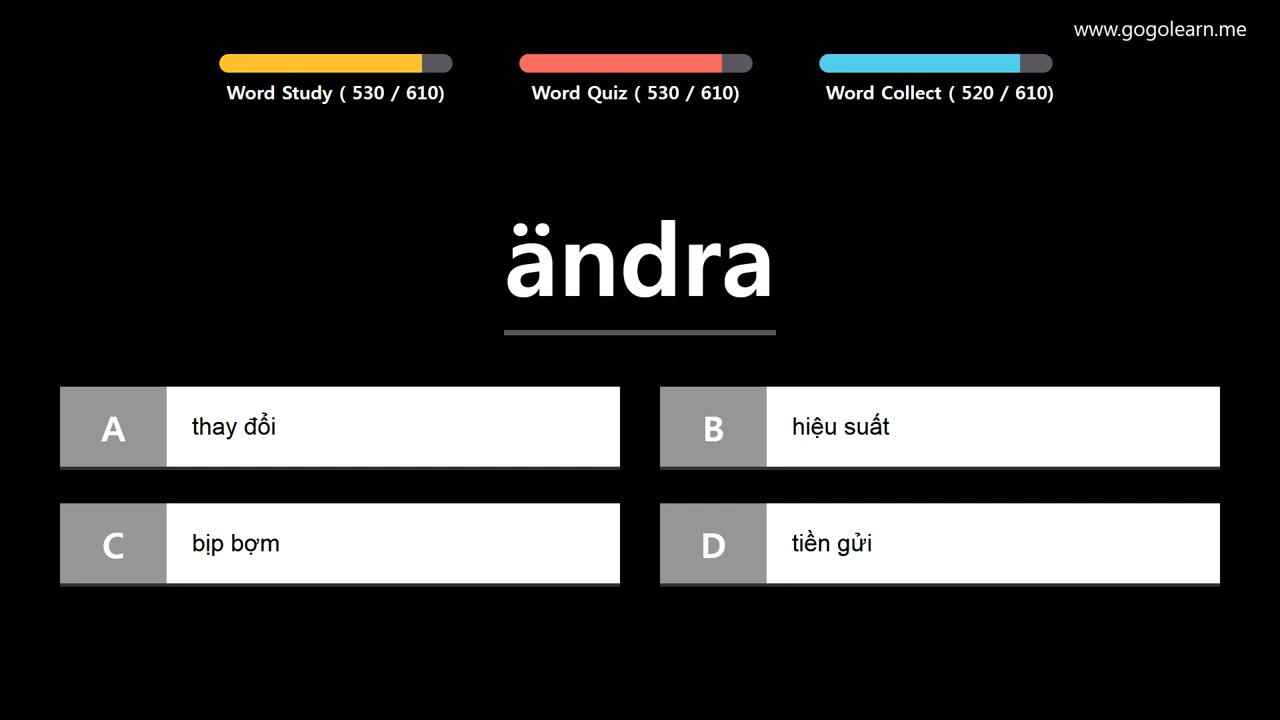 www.gogolearn.me
Word Study ( 530 / 610)
Word Quiz ( 530 / 610)
Word Collect ( 520 / 610)
ändra
A
thay đổi
B
hiệu suất
C
bịp bợm
D
tiền gửi